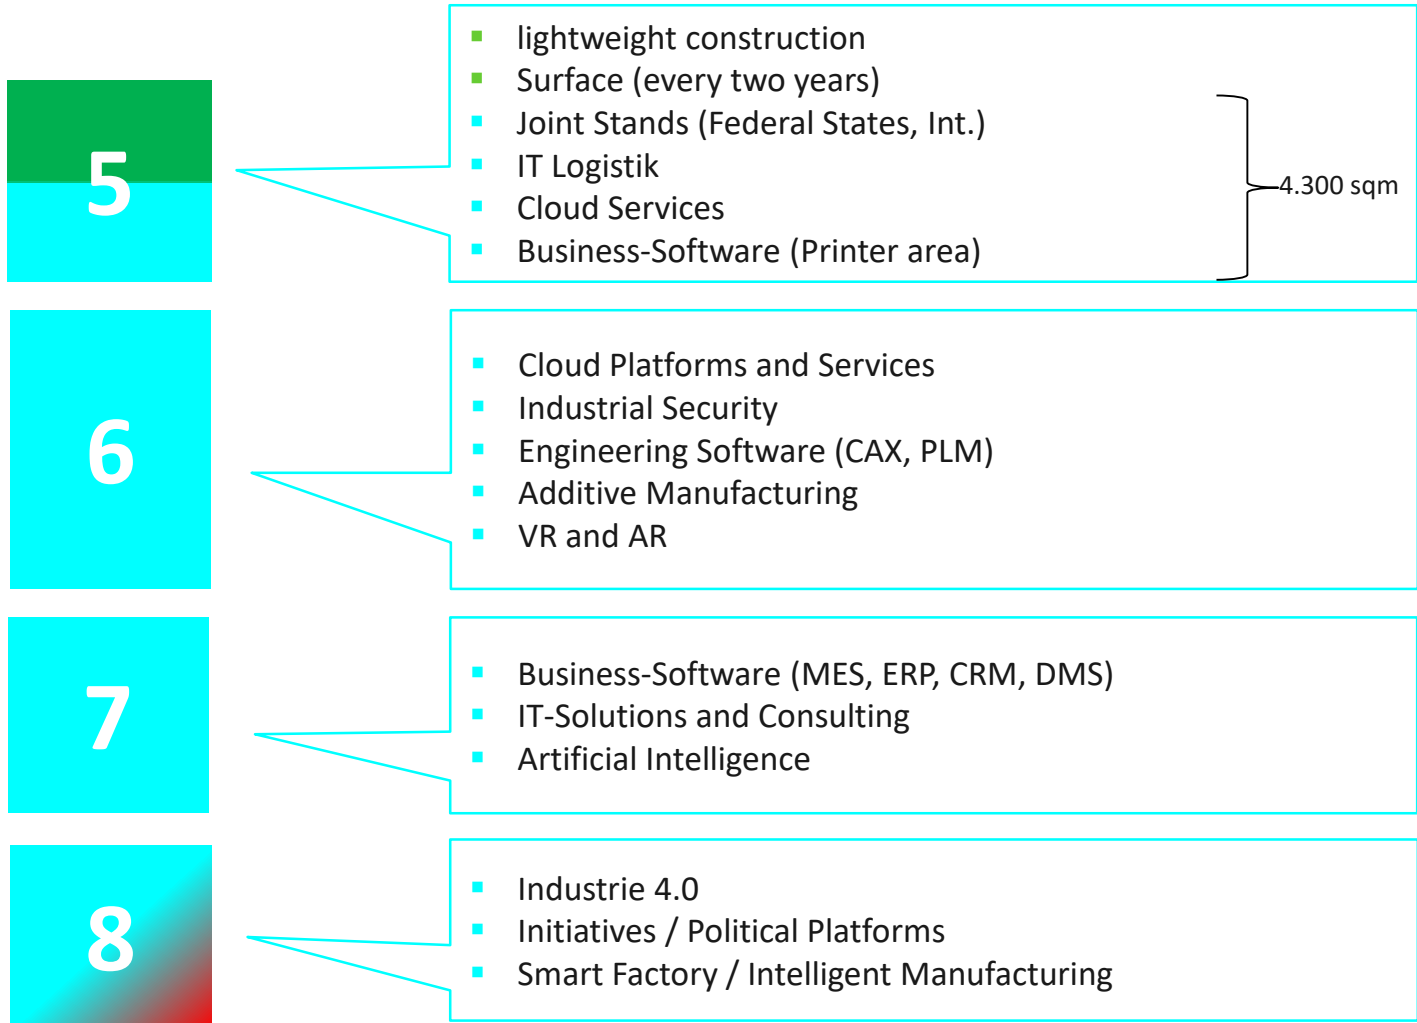 5
lightweight construction
Surface (every two years)
Joint Stands (Federal States, Int.)
IT Logistik
Cloud Services
Business-Software (Printer area)
4.300 sqm
6
Cloud Platforms and Services
Industrial Security
Engineering Software (CAX, PLM)
Additive Manufacturing
VR and AR
7
Business-Software (MES, ERP, CRM, DMS)
IT-Solutions and Consulting
Artificial Intelligence
8
Industrie 4.0
Initiatives / Political Platforms
Smart Factory / Intelligent Manufacturing